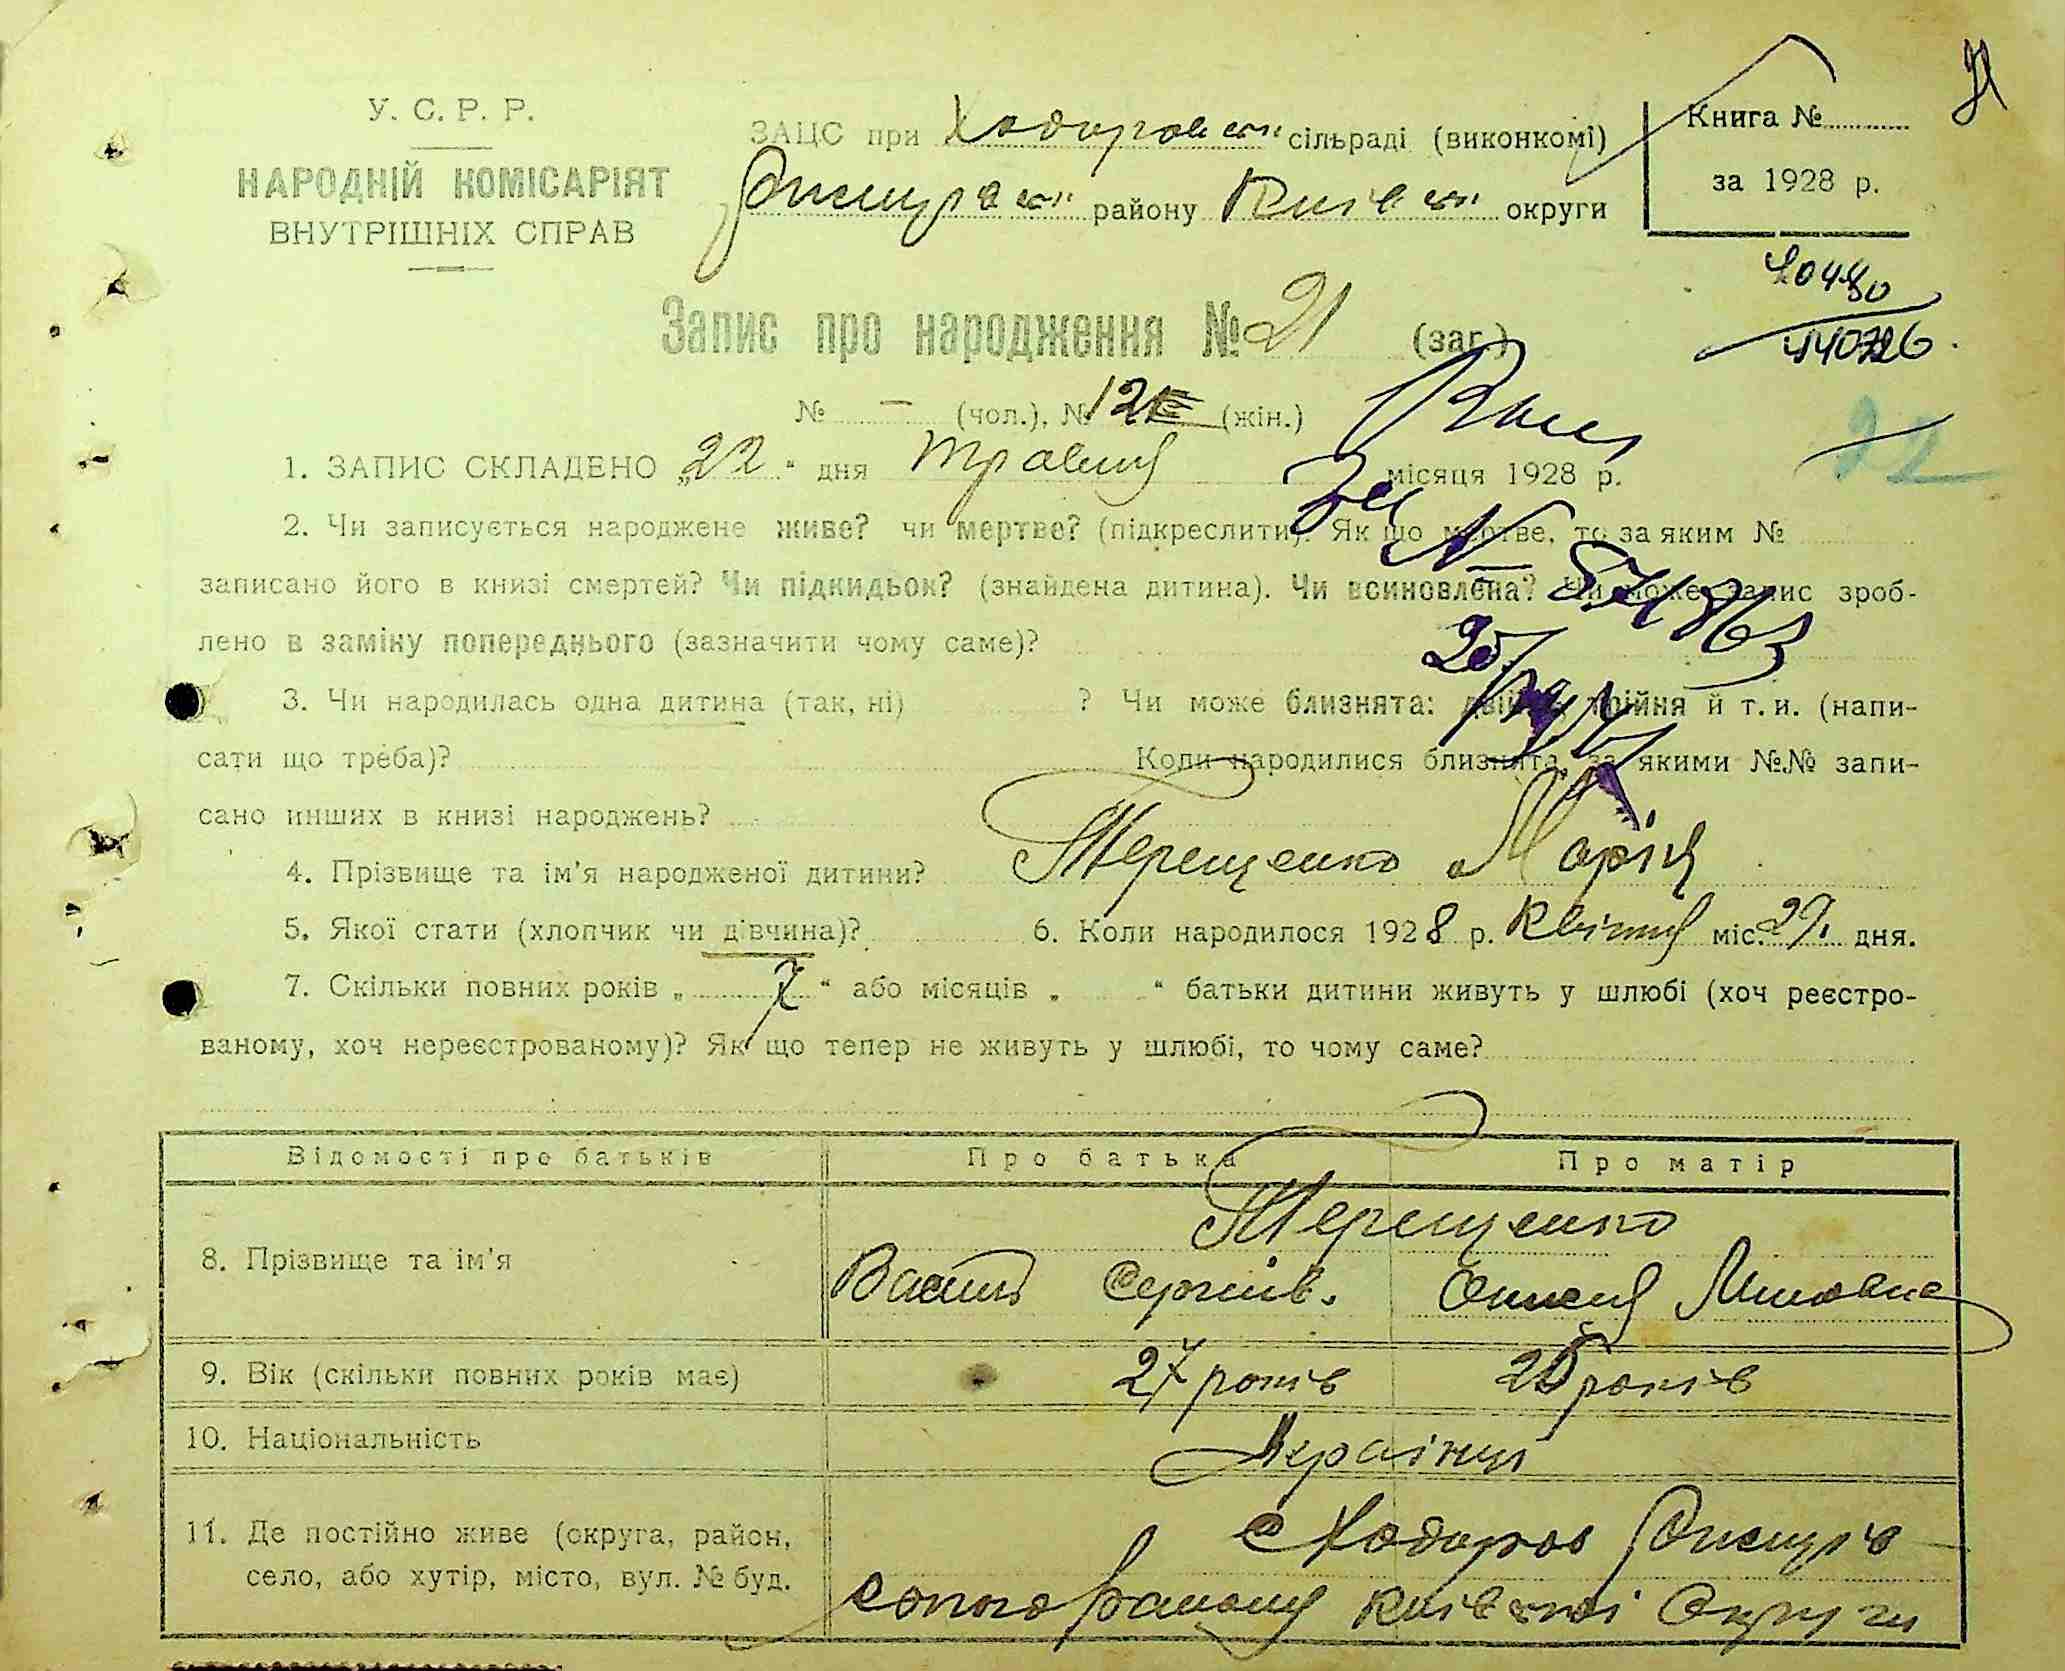 У. С. Р. Р.
НАРОДНІЙ КОМІСАРІЯТ
ВНУТРІШНІХ СПРАВ
ЗАЦС при Ходоровськ сільраді (виконкомі)
району Київськ округи
Книга №
за 1928 р.
Запис про народження № 21 (заг.)
№ – (чол.), № 12 (жін.)
1. ЗАПИС СКЛАДЕНО „22“ дня травня місяця 1928 р.
2. Чи записується народжене живе? чи мертве? (підкреслити). Як що мертве, то за яким №
записано його в книзі смертей? Чи підкидьок? (знайдена дитина). Чи всиновлена? Чи може запис зроб-
лено в заміну попереднього (зазначити чому саме)?
3. Чи народилась одна дитина (так, ні) ? Чи може близнята: двійня, трійня й т. и. (напи-
сати що треба)? Коли народилися близнята, за якими №№ запи-
сано инших в книзі народжень?
4. Прізвище та ім'я народженої дитини? Терещенко Марія
5. Якої стати (хлопчик чи дівчина)? 6. Коли народилося 1928 р. Квітня міс. 29. дня.
7. Скільки повних років „ 7 “ або місяців „ “ батьки дитини живуть у шлюбі (хоч реєстро-
ваному, хоч нереєстрованому)? Як що тепер не живуть у шлюбі, то чому саме?
Відомості про батьків Про батька Про матір
8. Прізвище та ім'я Терещенко
Василь Сергіїв.
9. Вік (скільки повних років має) 27 років 25 років
10. Національність Українці
11. Де постійно живе (округа, район,
село, або хутір, місто, вул. № буд.
с Ходоров
Району Київської Округи